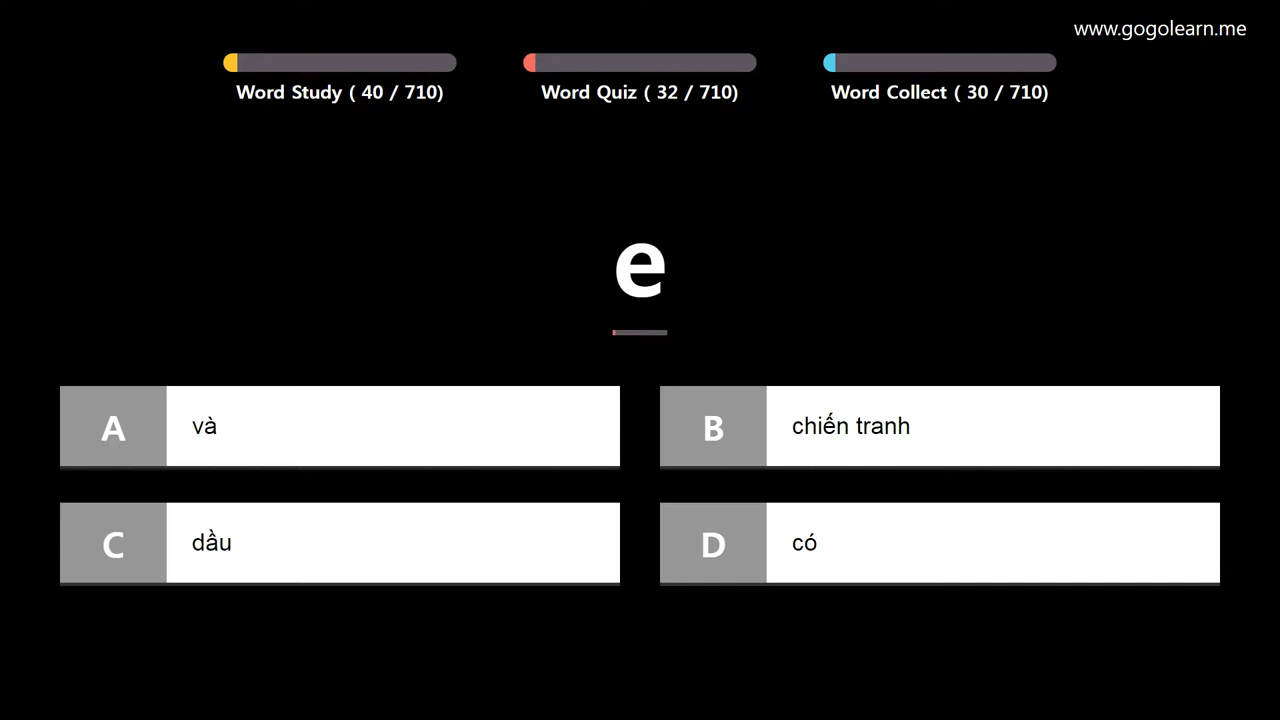 www.gogolearn.me
Word Study ( 40 / 710)
Word Quiz ( 32 / 710)
Word Collect ( 30 / 710)
e
A
và
B
chiến tranh
C
dầu
D
có